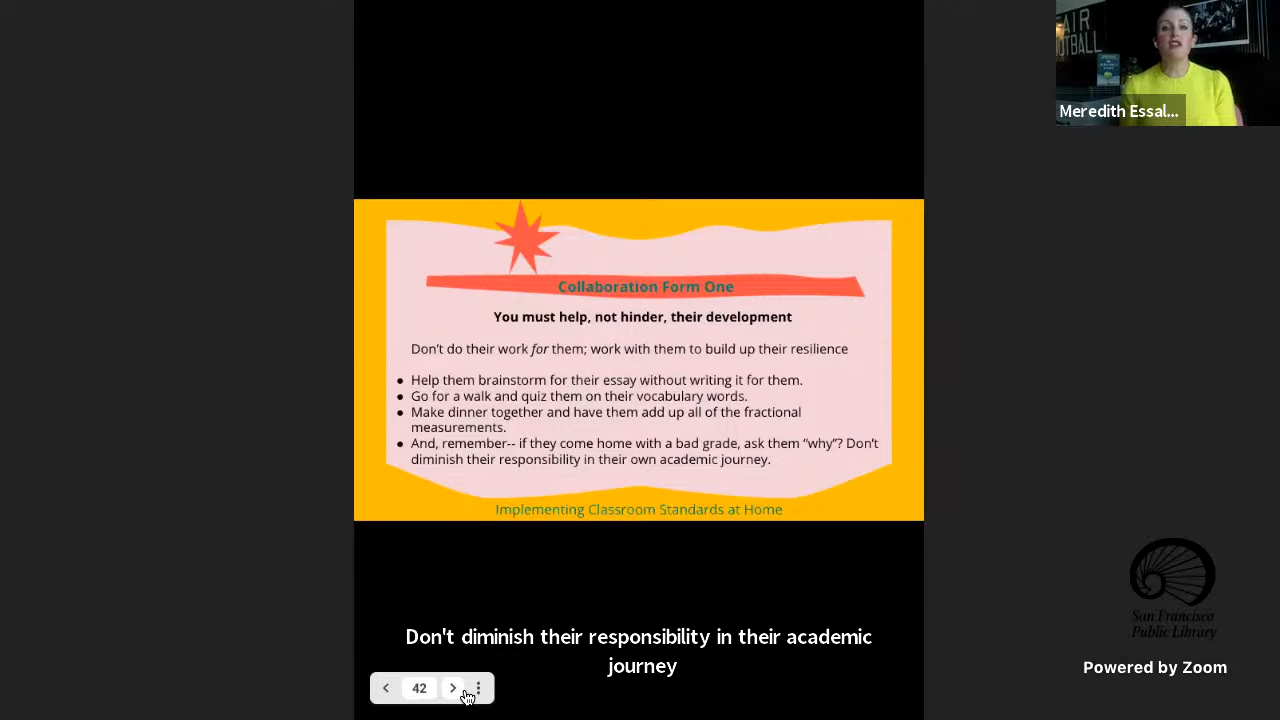 AIR
OTBALL
Meredith Essal...
Collaboration Form One
You must help, not hinder, their development
Don't do their work for them; work with them to build up their resilience
● Help them brainstorm for their essay without writing it for them.
● Go for a walk and quiz them on their vocabulary words.
● Make dinner together and have them add up all of the fractional
measurements.
● And, remember-- if they come home with a bad grade, ask them “why”? Don't
diminish their responsibility in their own academic journey.
Implementing Classroom Standards at Home
San Francisco
Public Library
Don't diminish their responsibility in their academic
journey
Powered by Zoom
42